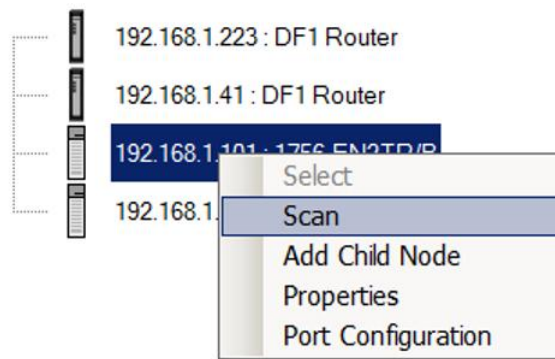 192.168.1.223 : DF1 Router
192.168.1.41 : DF1 Router
192.168.1.101 : 1756-EN2TR/B
Select
192.168.1.
Scan
Add Child Node
Properties
Port Configuration